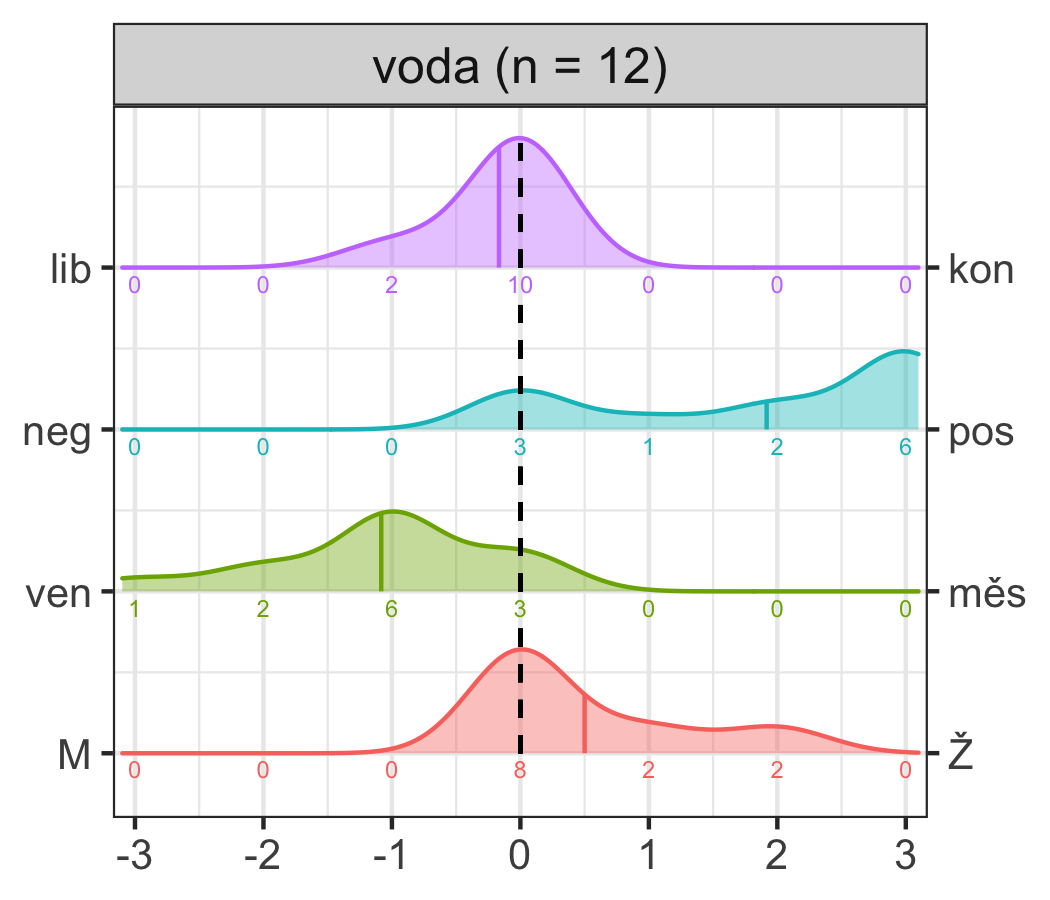 voda (n = 12)
lib kon
0 0 2 10 0 0 0
neg pos
0 0 0 3 1 2 6
ven měs
1 2 6 3 0 0 0
M Ž
0 0 0 8 2 2 0
-3 -2 -1 0 1 2 3